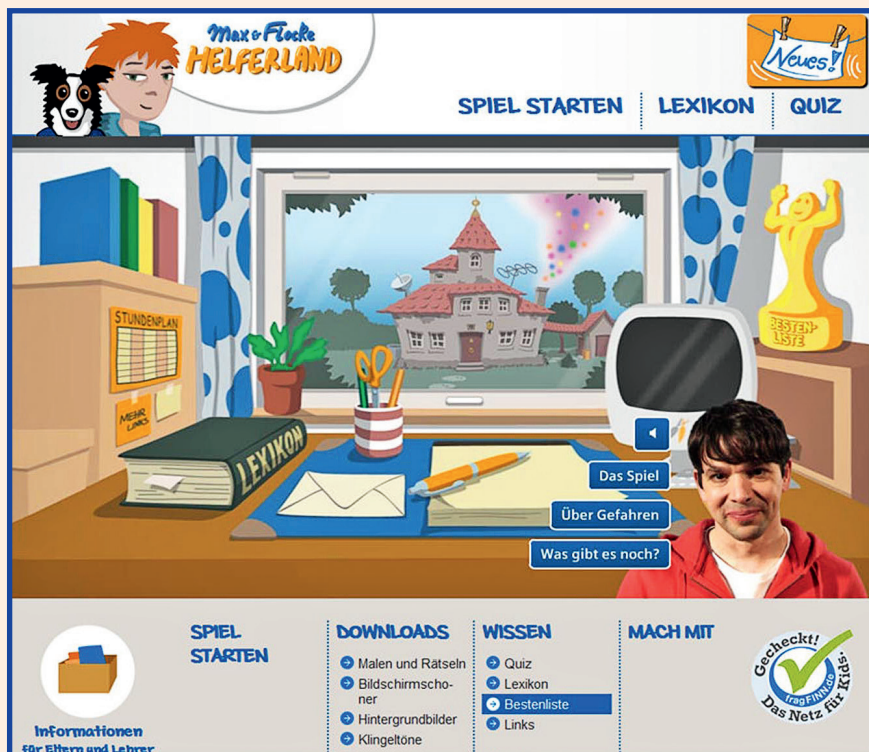 Max & Flocke
HELFERLAND
Neues!
SPIEL STARTEN
LEXIKON
QUIZ
STUNDENPLAN
MEHR
LINKS
LEXIKON
BESTEN-
LISTE
Das Spiel
Über Gefahren
Was gibt es noch?
Informationen
für Eltern und Lehrer
SPIEL
STARTEN
DOWNLOADS
Malen und Rätseln
Bildschirmscho-
ner
Hintergrundbilder
Klingeltöne
WISSEN
Quiz
Lexikon
Bestenliste
Links
MACH MIT
Gecheckt!
fragFINN.de
Das Netz für Kids.